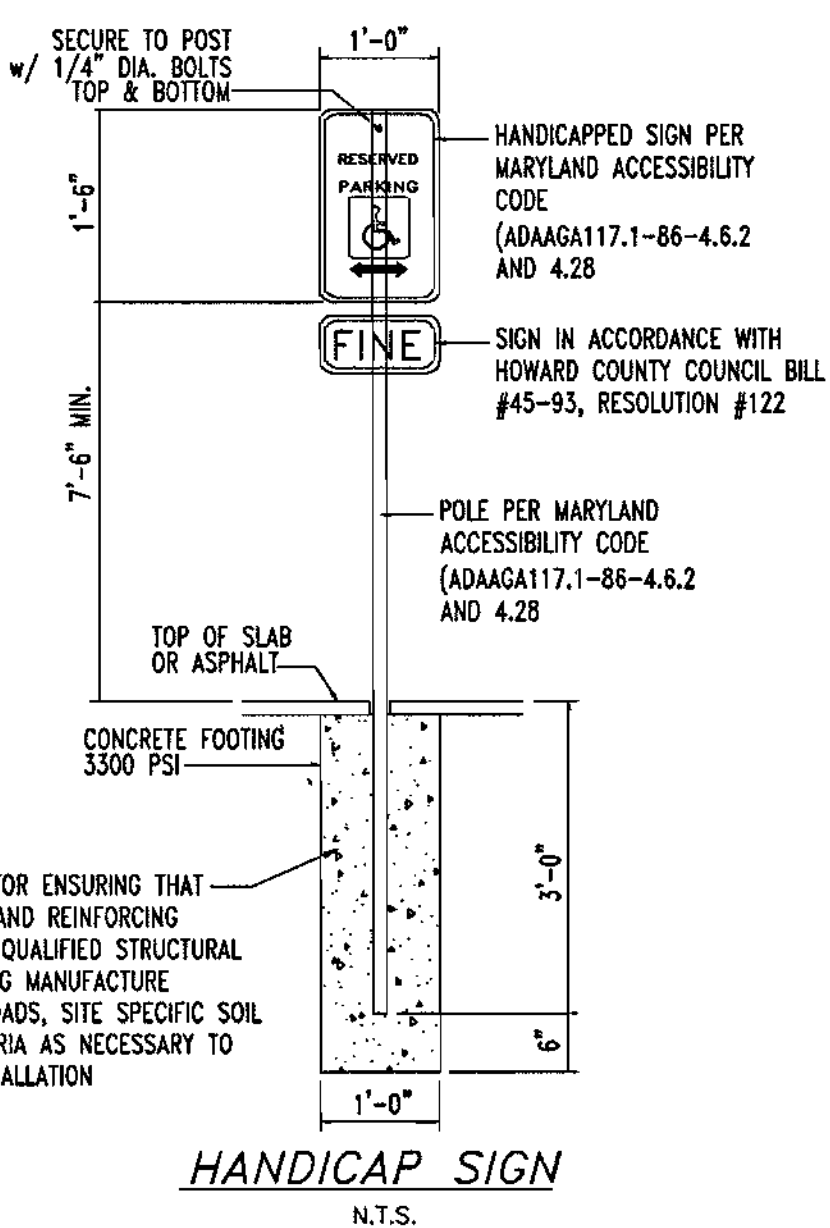 SECURE TO POST
w/ 1/4" DIA. BOLTS
TOP & BOTTOM
1'-0"
1'-6"
RESERVED
PARKING
HANDICAPPED SIGN PER
MARYLAND ACCESSIBILITY
CODE
(ADAAGA117.1-86-4.6.2
AND 4.28
FINE
SIGN IN ACCORDANCE WITH
HOWARD COUNTY COUNCIL BILL
#45-93, RESOLUTION #122
7'-6" MIN.
POLE PER MARYLAND
ACCESSIBILITY CODE
(ADAAGA117.1-86-4.6.2
AND 4.28
TOP OF SLAB
OR ASPHALT
CONCRETE FOOTING
3300 PSI
3'-0"
ENSURING THAT
AND REINFORCING
QUALIFIED STRUCTURAL
MANUFACTURE
SITE SPECIFIC SOIL
AS NECESSARY TO
6"
1'-0"
HANDICAP SIGN
N.T.S.